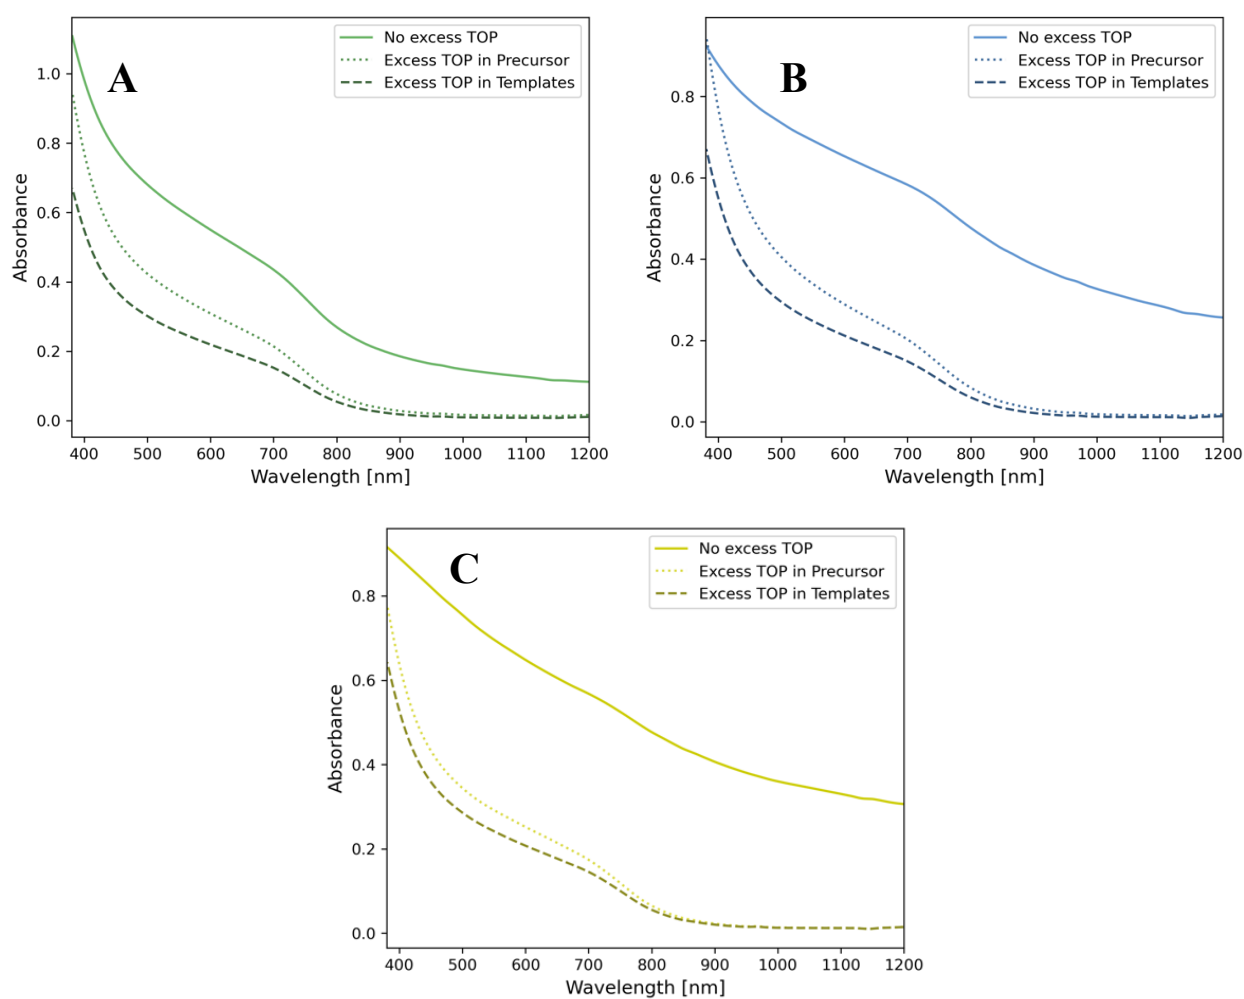 A
No excess TOP
Excess TOP in Precursor
Excess TOP in Templates
Absorbance
1.0
0.8
0.6
0.4
0.2
0.0
400 500 600 700 800 900 1000 1100 1200
Wavelength [nm]
B
No excess TOP
Excess TOP in Precursor
Excess TOP in Templates
Absorbance
0.8
0.6
0.4
0.2
0.0
400 500 600 700 800 900 1000 1100 1200
Wavelength [nm]
C
No excess TOP
Excess TOP in Precursor
Excess TOP in Templates
Absorbance
0.8
0.6
0.4
0.2
0.0
400 500 600 700 800 900 1000 1100 1200
Wavelength [nm]